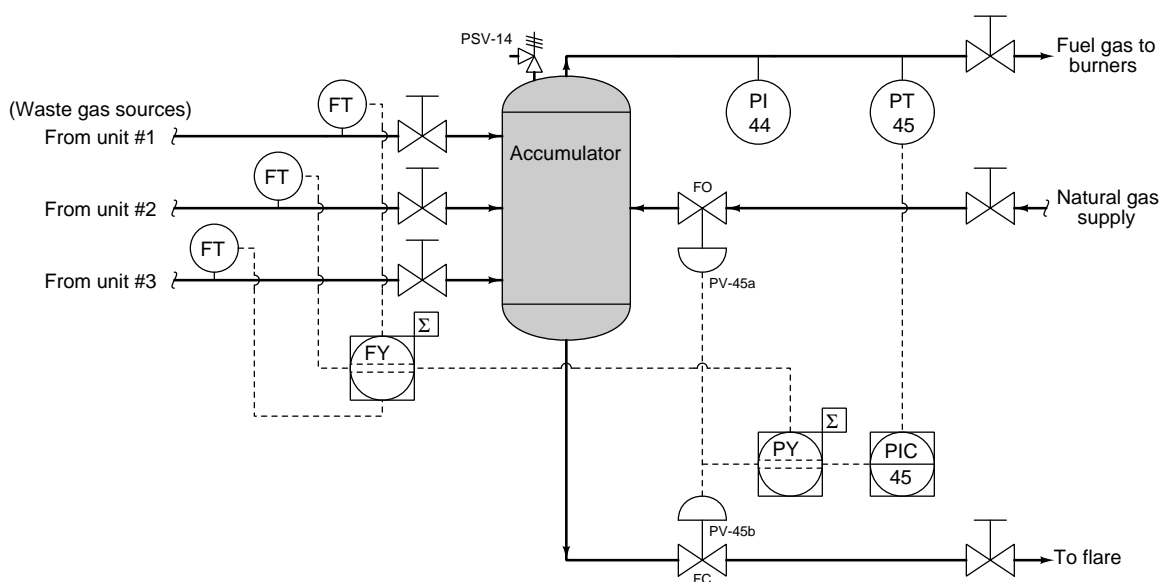 PSV-14
Fuel gas to
burners
(Waste gas sources)
FT
PI
44
PT
45
From unit #1
Accumulator
FT
FO
From unit #2
Natural gas
supply
FT
From unit #3
PV-45a
Σ
FY
Σ
PY
PIC
45
PV-45b
To flare
FC